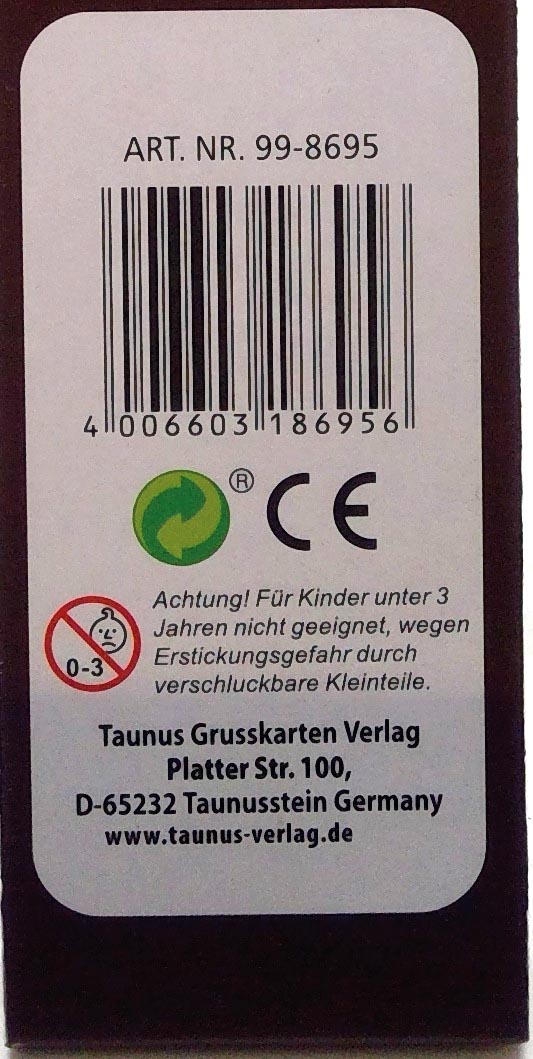 ART. NR. 99-8695
4 006603 186956
® CE
Achtung! Für Kinder unter 3
Jahren nicht geeignet, wegen
Erstickungsgefahr durch
verschluckbare Kleinteile.
0-3
Taunus Grusskarten Verlag
Platter Str. 100,
D-65232 Taunusstein Germany
www.taunus-verlag.de